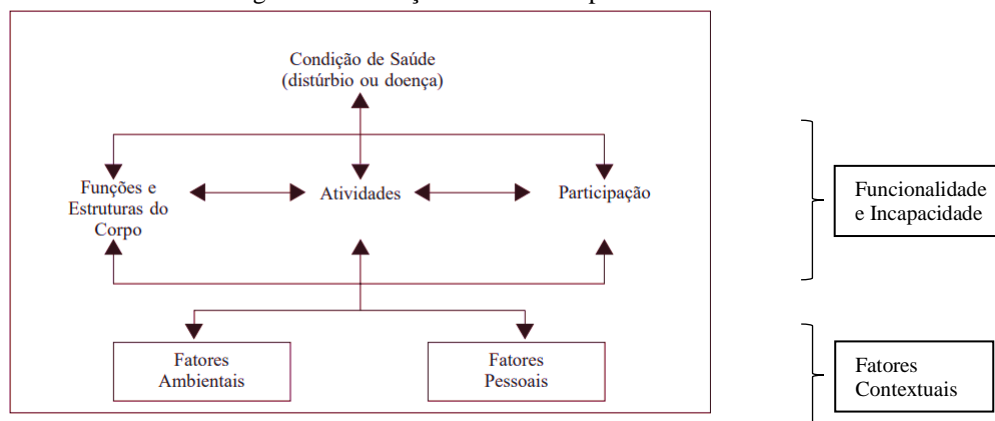 Condição de Saúde
(distúrbio ou doença)
Funções e
Estruturas do
Corpo
Atividades
Participação
Funcionalidade
e Incapacidade
Fatores
Ambientais
Fatores
Pessoais
Fatores
Contextuais